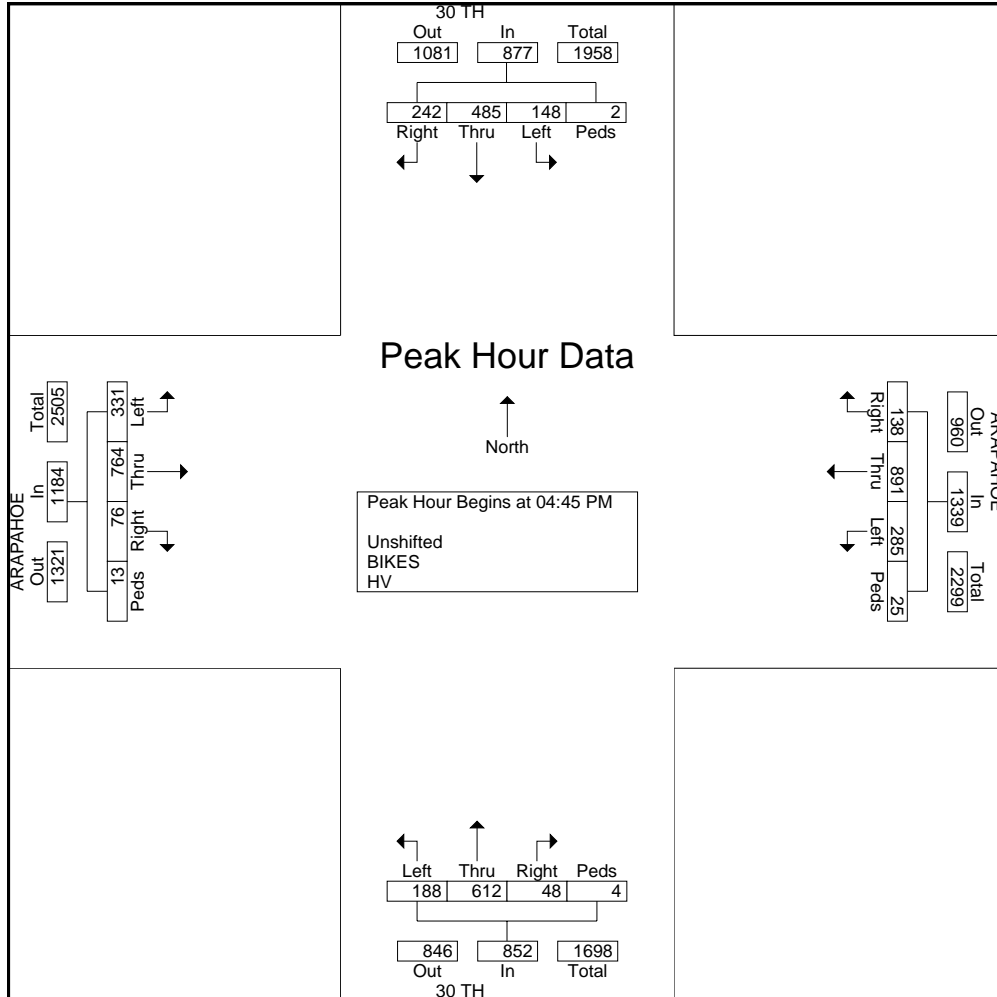 30 TH
Out In Total
1081 877 1958
242 485 148 2
Right Thru Left Peds
Peak Hour Data
North
Peak Hour Begins at 04:45 PM
Unshifted
BIKES
HV
ARAPAHOE
Out In Total
1321 1184 2505
Peds Right Thru Left
13 76 764 331
ARAPAHOE
Out In Total
960 1339 2299
Right Thru Left Peds
138 891 285 25
Left Thru Right Peds
188 612 48 4
846 852 1698
Out In Total
30 TH